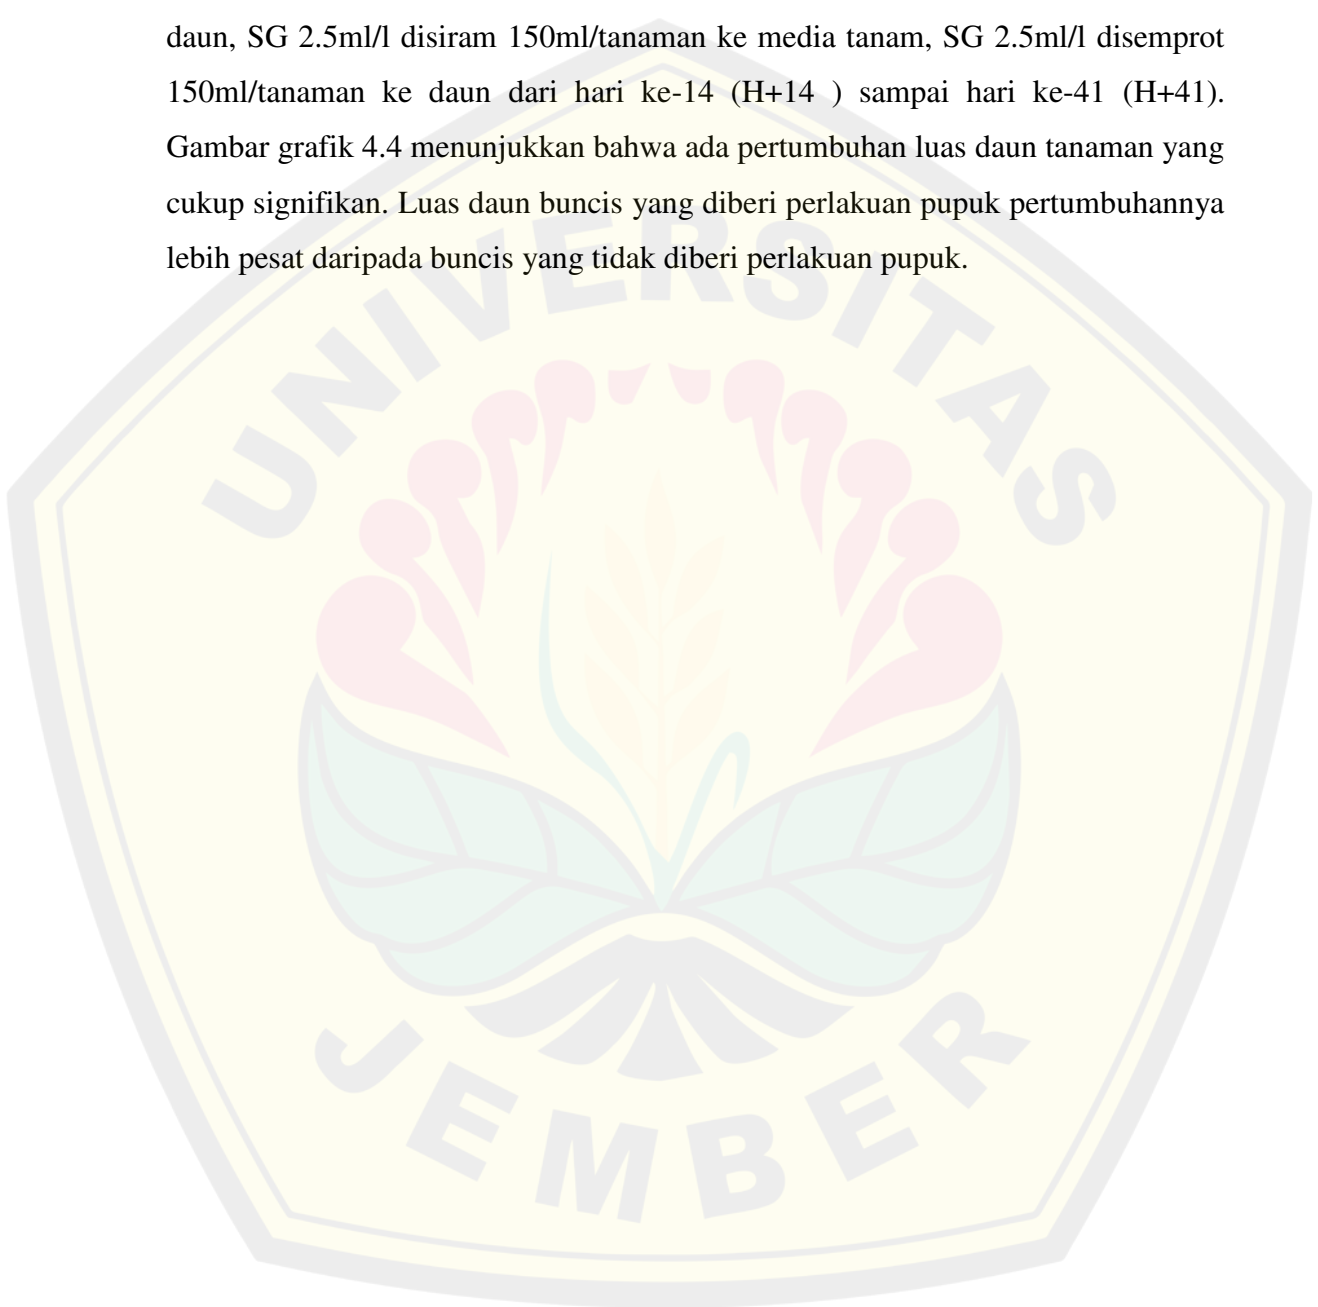 daun, SG 2.5ml/l disiram 150ml/tanaman ke media tanam, SG 2.5ml/l disemprot
150ml/tanaman ke daun dari hari ke-14 (H+14 ) sampai hari ke-41 (H+41).
Gambar grafik 4.4 menunjukkan bahwa ada pertumbuhan luas daun tanaman yang
cukup signifikan. Luas daun buncis yang diberi perlakuan pupuk pertumbuhannya
lebih pesat daripada buncis yang tidak diberi perlakuan pupuk.
UNIVERSITAS
JEMBER